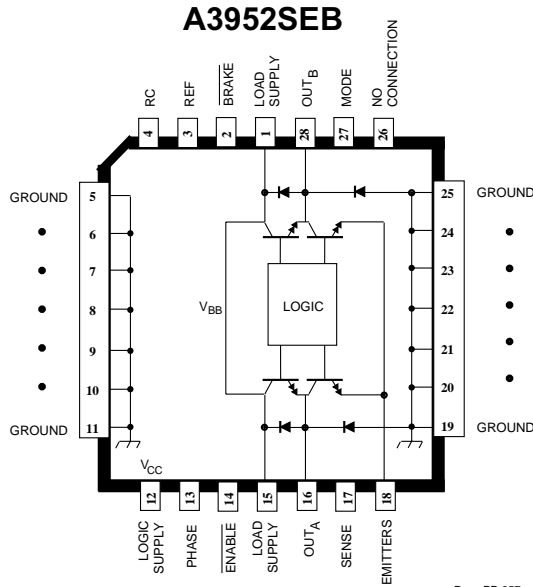 A3952SEB
RC
REF
BRAKE
LOAD
SUPPLY
OUTB
MODE
NO
CONNECTION
4
3
2
1
28
27
26
GROUND
5
6
7
8
9
10
GROUND
11
25
GROUND
24
23
22
21
20
19
GROUND
VBB
LOGIC
VCC
12
13
14
15
16
17
18
LOGIC
SUPPLY
PHASE
ENABLE
LOAD
SUPPLY
OUTA
SENSE
EMITTERS